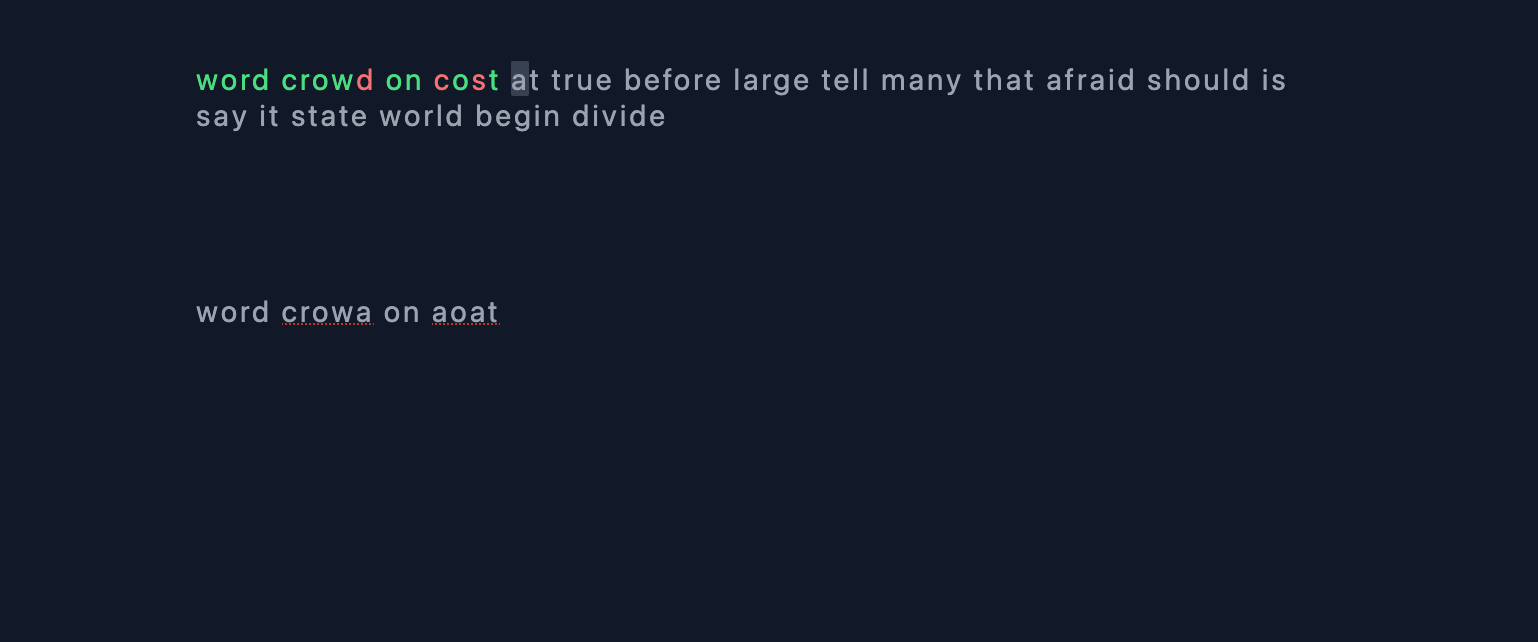 word crowd on cost at true before large tell many that afraid should is
say it state world begin divide
word crowa on aoat